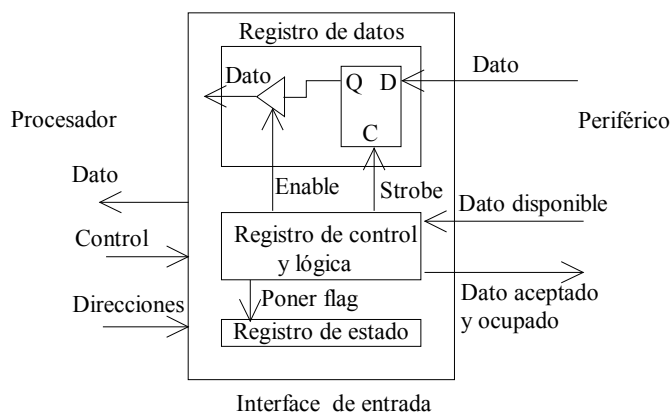 Registro de datos
Dato
Q D
Dato
C
Procesador
Periférico
Dato
Enable
Strobe
Dato disponible
Control
Registro de control
y lógica
Direcciones
Poner flag
Dato aceptado
y ocupado
Registro de estado
Interface de entrada